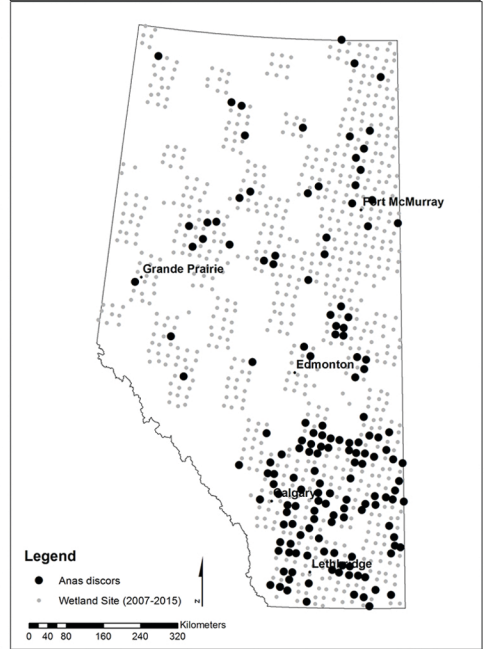 Fort McMurray
Grande Prairie
Edmonton
Calgary
Lethbridge
Legend
Anas discors
Wetland Site (2007-2015)
N
Kilometers
0 40 80 160 240 320